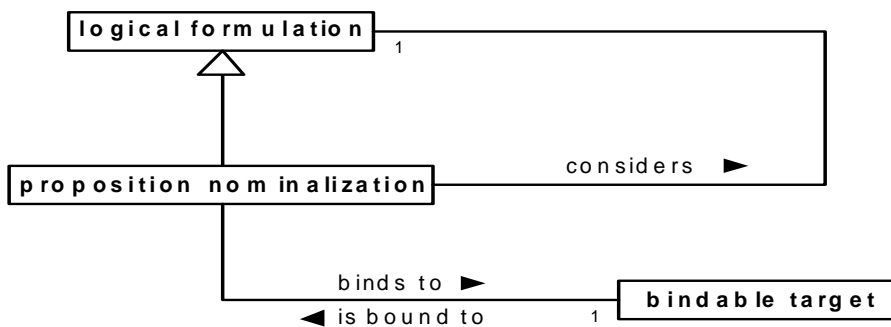 logical formulation
1
considers ►
proposition nominalization
binds to ►
bindable target
◄ is bound to
1